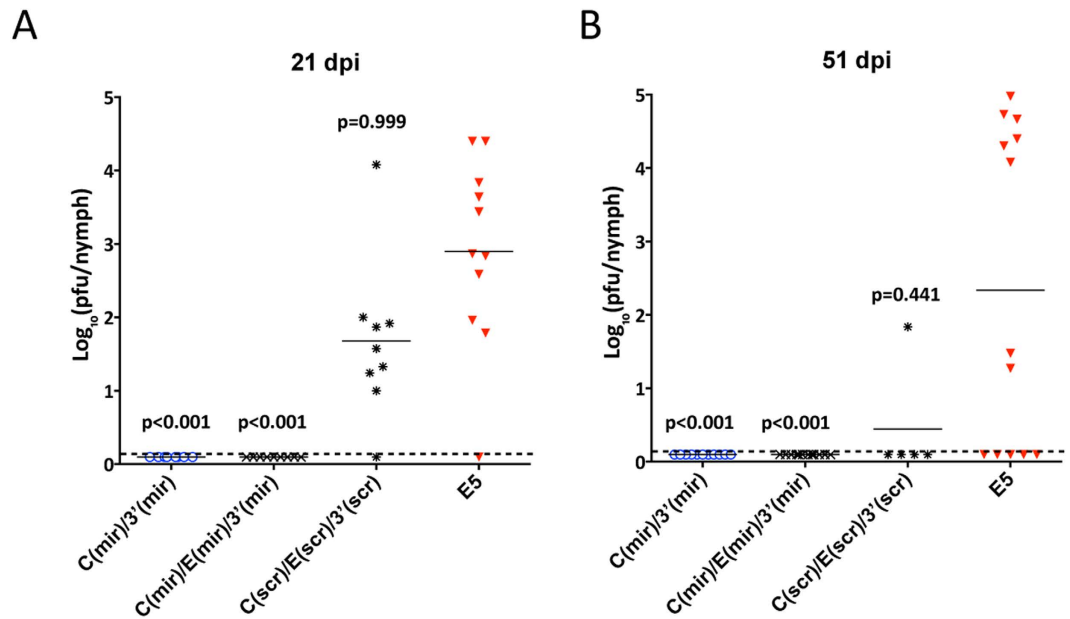 A
21 dpi
Log10(pfu/nymph)
5
4
3
2
1
0
p<0.001
p<0.001
p=0.999
C(mir)/3'(mir)
C(mir)/E(mir)/3'(mir)
C(scr)/E(scr)/3'(scr)
E5
B
51 dpi
Log10(pfu/nymph)
5
4
3
2
1
0
p<0.001
p<0.001
p=0.441
C(mir)/3'(mir)
C(mir)/E(mir)/3'(mir)
C(scr)/E(scr)/3'(scr)
E5